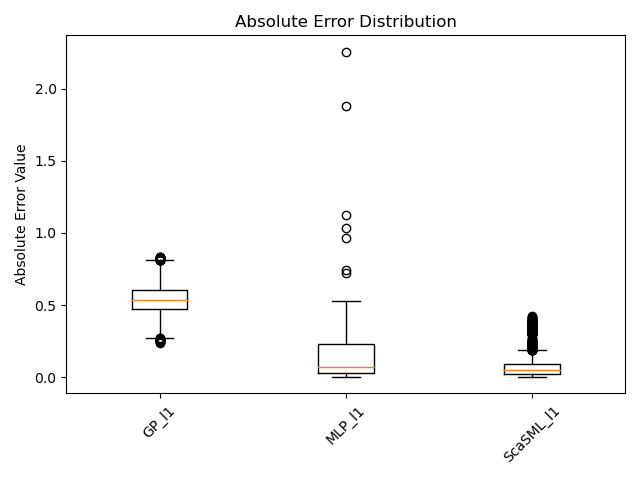 Absolute Error Distribution
Absolute Error Value
2.0
1.5
1.0
0.5
0.0
GP_l1
MLP_l1
ScaSML_l1